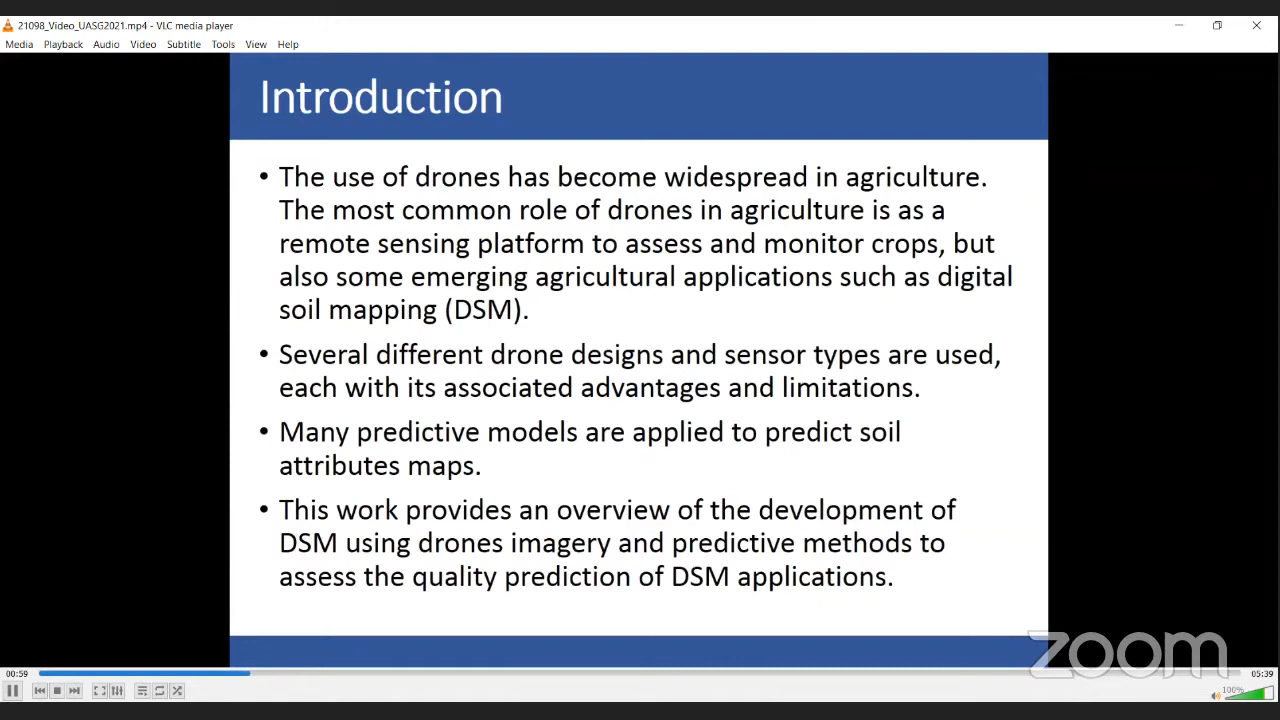 21098_Video_UASG2021.mp4 - VLC media player
Media Playback Audio Video Subtitle Tools View Help
Introduction
• The use of drones has become widespread in agriculture.
The most common role of drones in agriculture is as a
remote sensing platform to assess and monitor crops, but
also some emerging agricultural applications such as digital
soil mapping (DSM).
• Several different drone designs and sensor types are used,
each with its associated advantages and limitations.
• Many predictive models are applied to predict soil
attributes maps.
• This work provides an overview of the development of
DSM using drones imagery and predictive methods to
assess the quality prediction of DSM applications.
zoom
00:59
05:39
100%